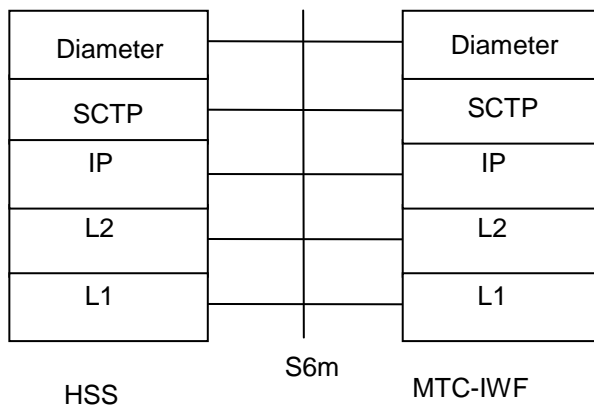 Diameter
Diameter
SCTP
SCTP
IP
IP
L2
L2
L1
L1
S6m
HSS
MTC-IWF